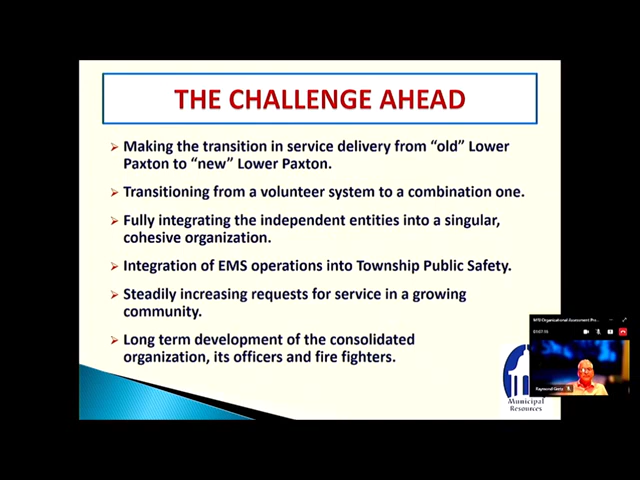 THE CHALLENGE AHEAD
Making the transition in service delivery from “old” Lower
Paxton to “new” Lower Paxton.
Transitioning from a volunteer system to a combination one.
Fully integrating the independent entities into a singular,
cohesive organization.
Integration of EMS operations into Township Public Safety.
Steadily increasing requests for service in a growing
community.
Long term development of the consolidated
organization, its officers and fire fighters.
Municipal
Resources